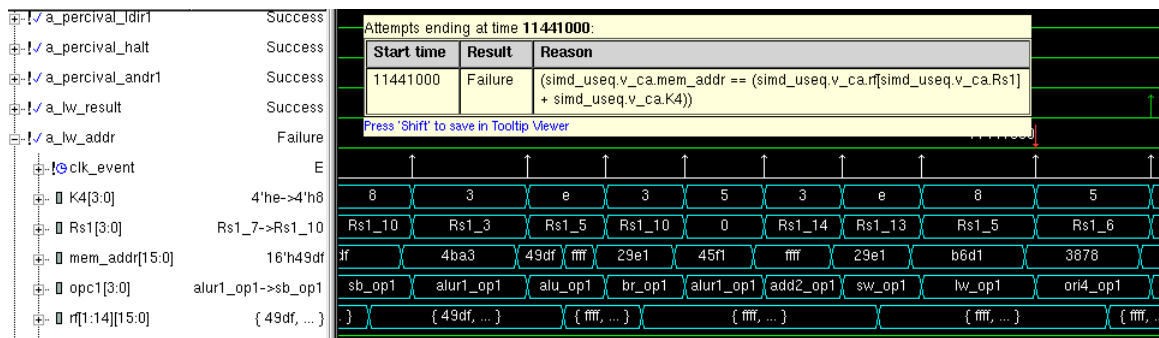 a_percival_ldir1 Success
Attempts ending at time 11441000:
a_percival_halt Success
Start time Result Reason
a_percival_andr1 Success
11441000 Failure (simd_useq.v_ca.mem_addr == (simd_useq.v_ca.rf[simd_useq.v_ca.Rs1]
+ simd_useq.v_ca.K4))
a_lw_result Success
Press 'Shift' to save in Tooltip Viewer
a_lw_addr Failure
11441000
clk_event E
K4[3:0] 4'he->4'h8 8 3 e 3 5 3 e 8 5
Rs1[3:0] Rs1_7->Rs1_10 Rs1_10 Rs1_3 Rs1_5 Rs1_10 0 Rs1_14 Rs1_13 Rs1_5 Rs1_6
mem_addr[15:0] 16'h49df df 4ba3 49df ffff 29e1 45f1 ffff 29e1 b6d1 3878
opc1[3:0] alur1_op1->sb_op1 sb_op1 alur1_op1 alu_op1 br_op1 alur1_op1 add2_op1 sw_op1 lw_op1 ori4_op1
rf[1:14][15:0] { 49df, ... } . } { 49df, ... } { ffff, ... } { ffff, ... } { ffff, ... } { ffff, .